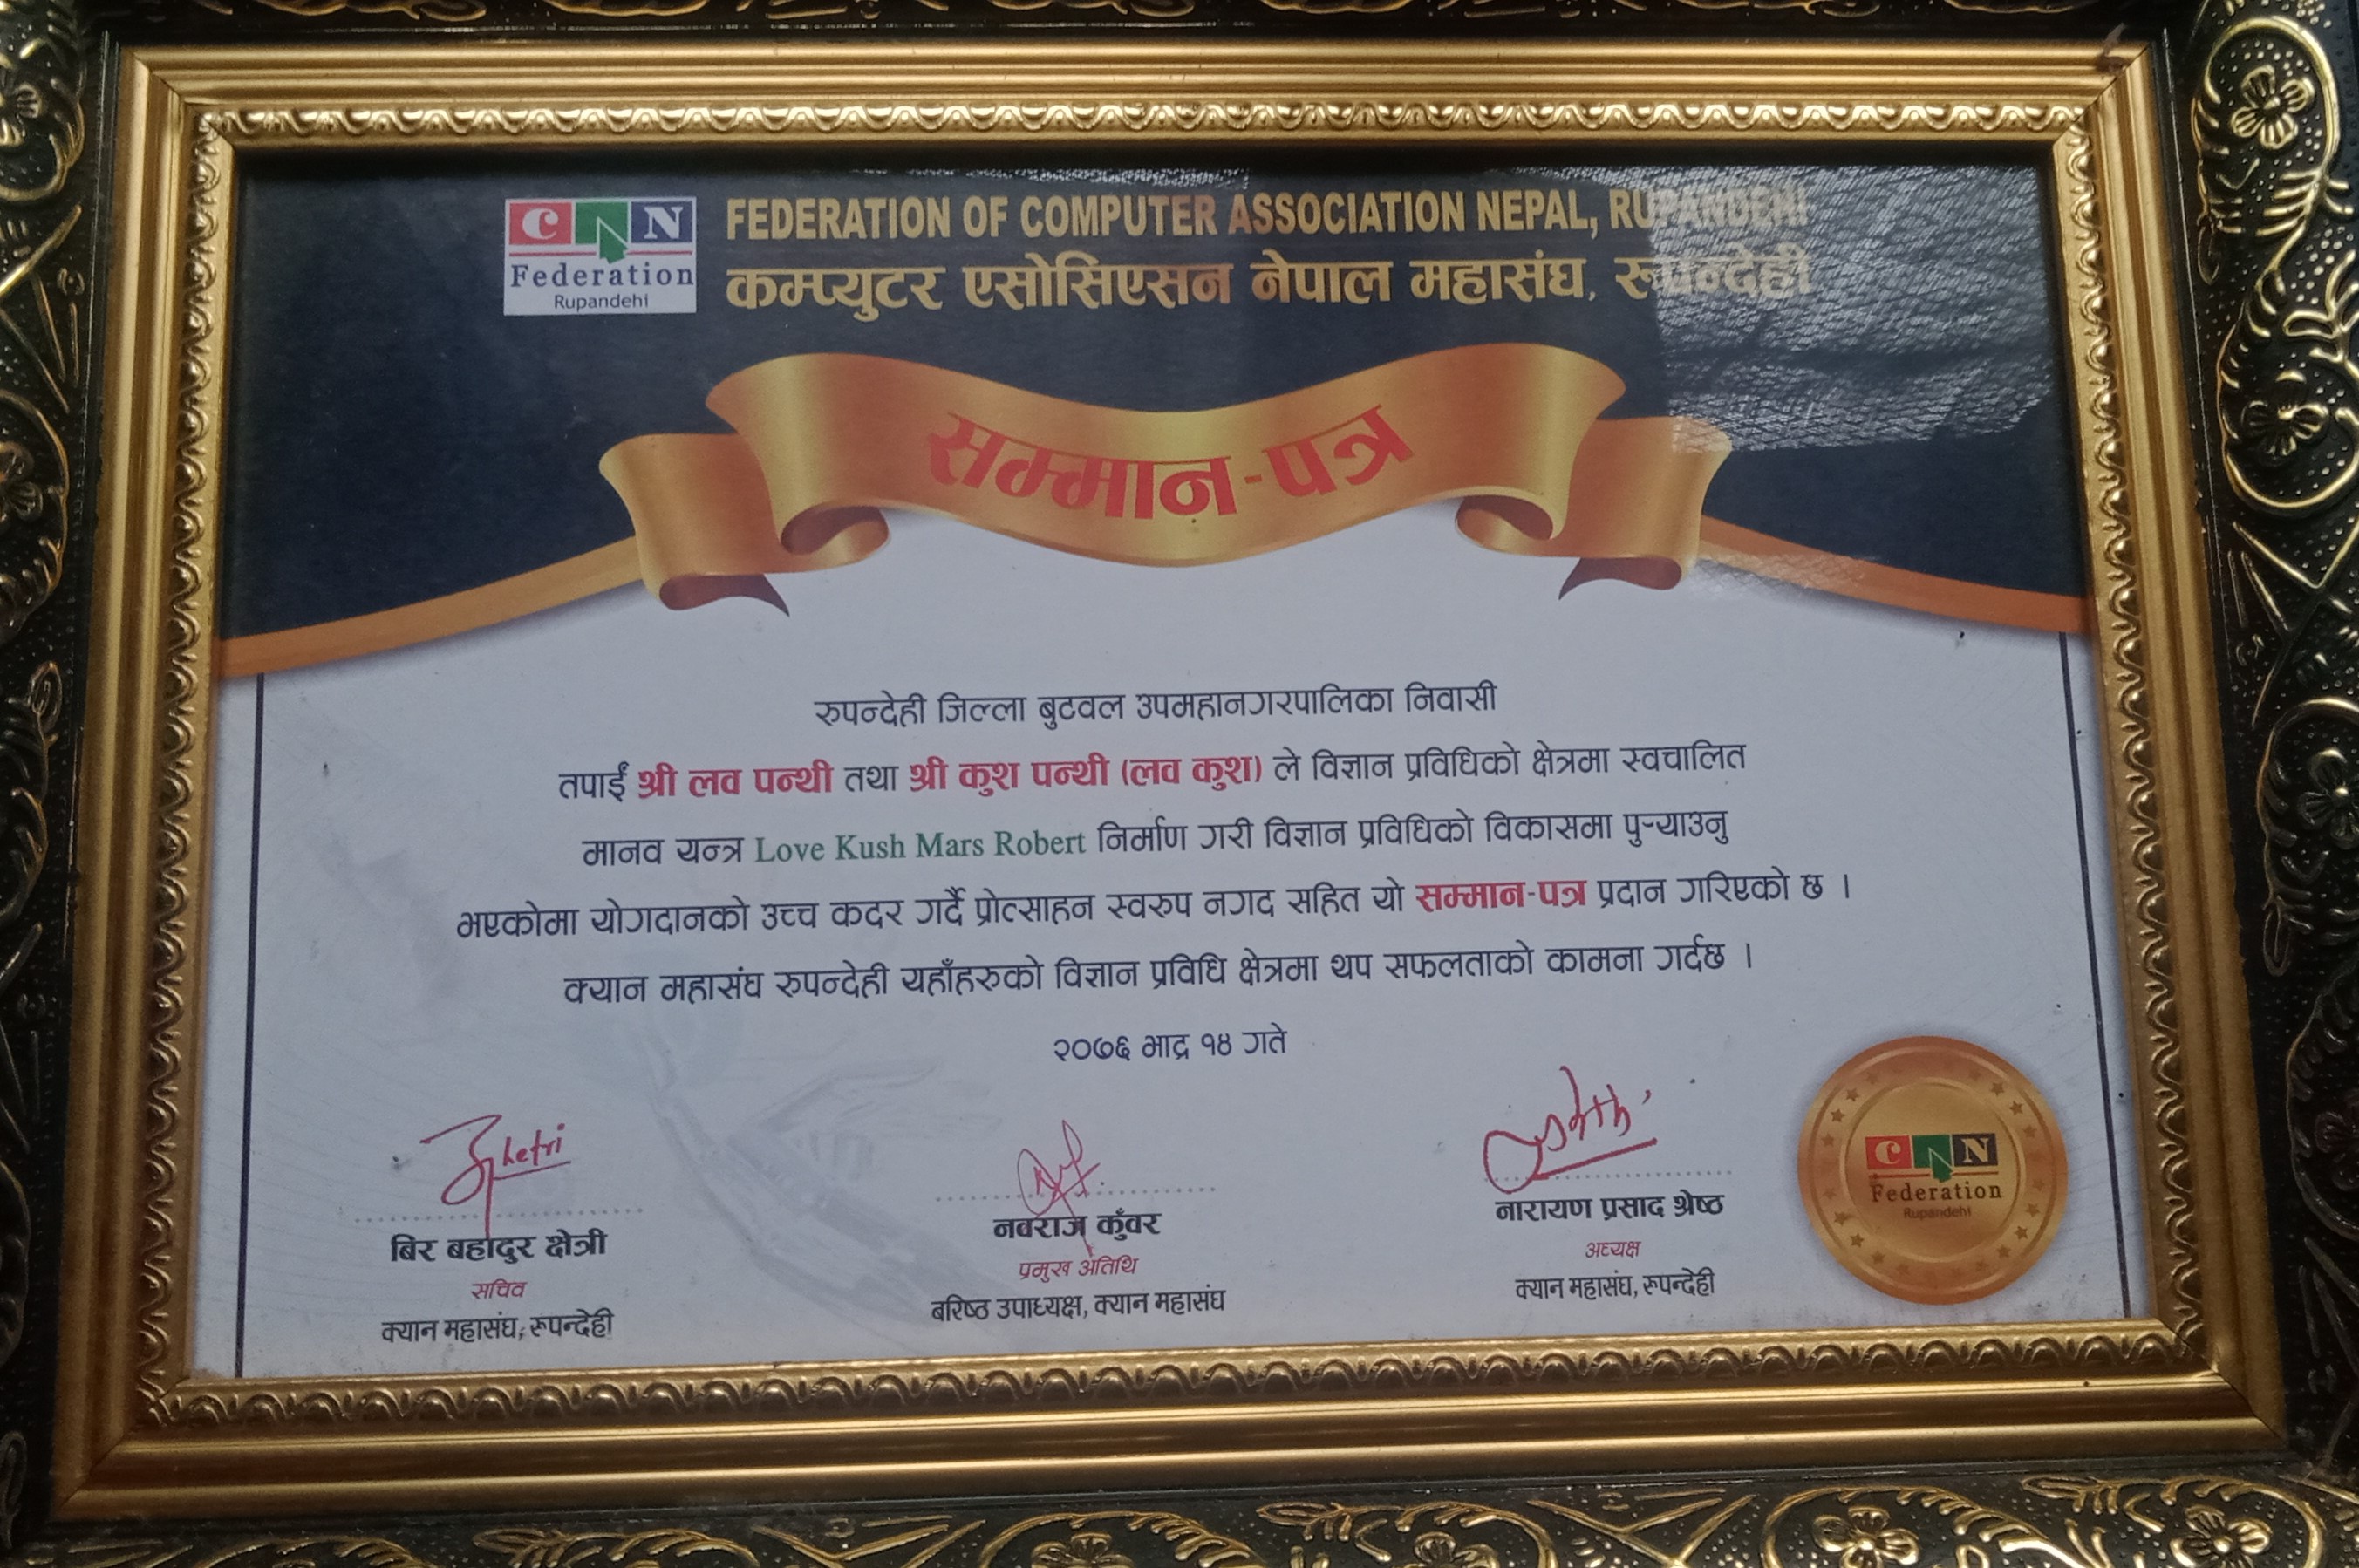 CAN
Federation
Rupandehi
FEDERATION OF COMPUTER ASSOCIATION NEPAL, RUPANDEHI
कम्प्युटर एसोसिएसन नेपाल महासंघ, रूपन्देही
सम्मान-पत्र
रुपन्देही जिल्ला बुटवल उपमहानगरपालिका निवासी
तपाईं श्री लव पन्थी तथा श्री कुश पन्थी (लव कुश) ले विज्ञान प्रविधिको क्षेत्रमा स्वचालित
मानव यन्त्र Love Kush Mars Robert निर्माण गरी विज्ञान प्रविधिको विकासमा पुऱ्याउनु
भएकोमा योगदानको उच्च कदर गर्दै प्रोत्साहन स्वरुप नगद सहित यो सम्मान-पत्र प्रदान गरिएको छ ।
क्यान महासंघ रुपन्देही यहाँहरुको विज्ञान प्रविधि क्षेत्रमा थप सफलताको कामना गर्दछ ।
२०७६ भाद्र १४ गते
बिर बहादुर क्षेत्री
सचिव
क्यान महासंघ, रूपन्देही
नवराज कुँवर
प्रमुख अतिथि
बरिष्ठ उपाध्यक्ष, क्यान महासंघ
नारायण प्रसाद श्रेष्ठ
अध्यक्ष
क्यान महासंघ, रूपन्देही
CAN
Federation
Rupandehi